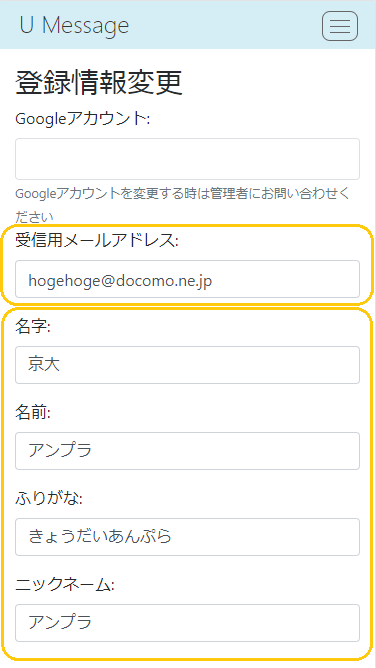 U Message
登録情報変更
Googleアカウント:
Googleアカウントを変更する時は管理者にお問い合わせく
ださい
受信用メールアドレス:
hogehoge@docomo.ne.jp
名字:
京大
名前:
アンプラ
ふりがな:
きょうだいあんぷら
ニックネーム:
アンプラ